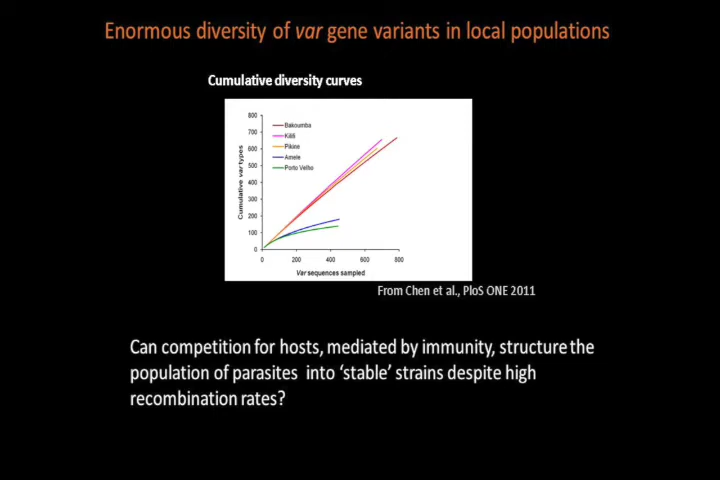 Enormous diversity of var gene variants in local populations
Cumulative diversity curves
800
700
600
500
400
300
200
100
0
Cumulative var types
Bakoumba
Kilifi
Pikine
Amele
Porto Velho
0 200 400 600 800
Var sequences sampled
From Chen et al., PloS ONE 2011
Can competition for hosts, mediated by immunity, structure the
population of parasites into ‘stable’ strains despite high
recombination rates?